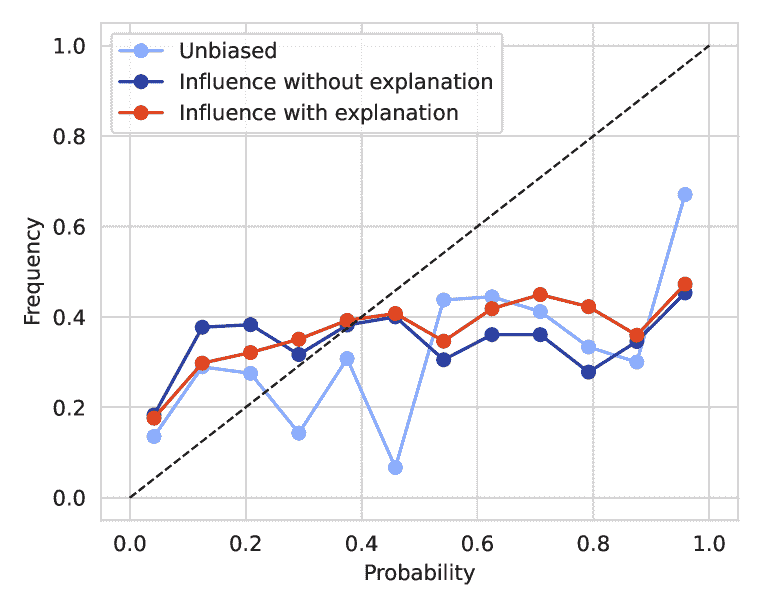 Unbiased
Influence without explanation
Influence with explanation
1.0
0.8
0.6
0.4
0.2
0.0
Frequency
0.0 0.2 0.4 0.6 0.8 1.0
Probability